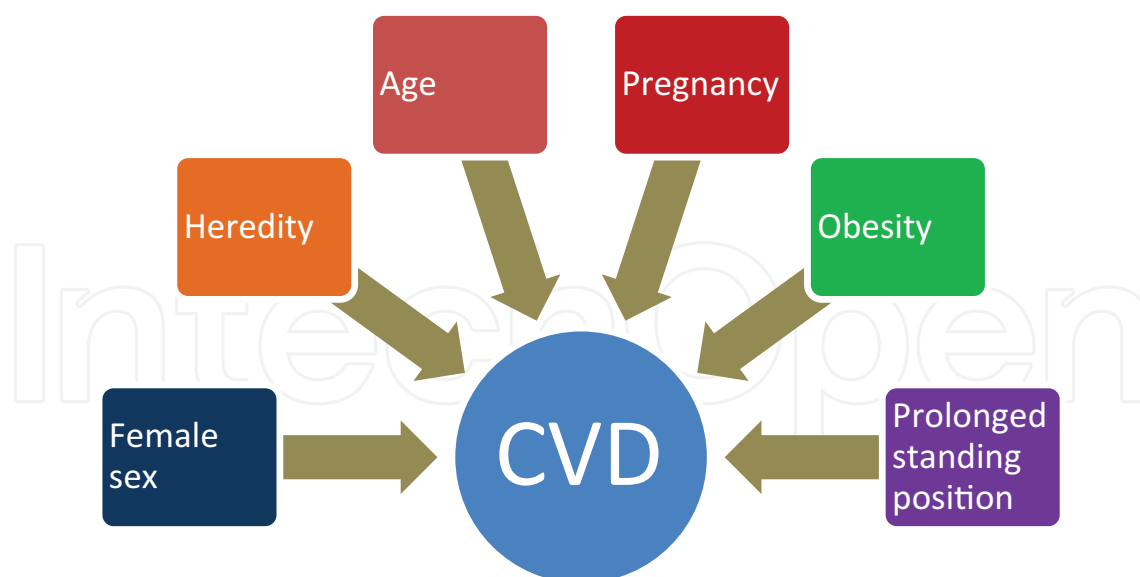 Age
Pregnancy
Heredity
Obesity
Female
sex
CVD
Prolonged
standing
position
IntechOpen